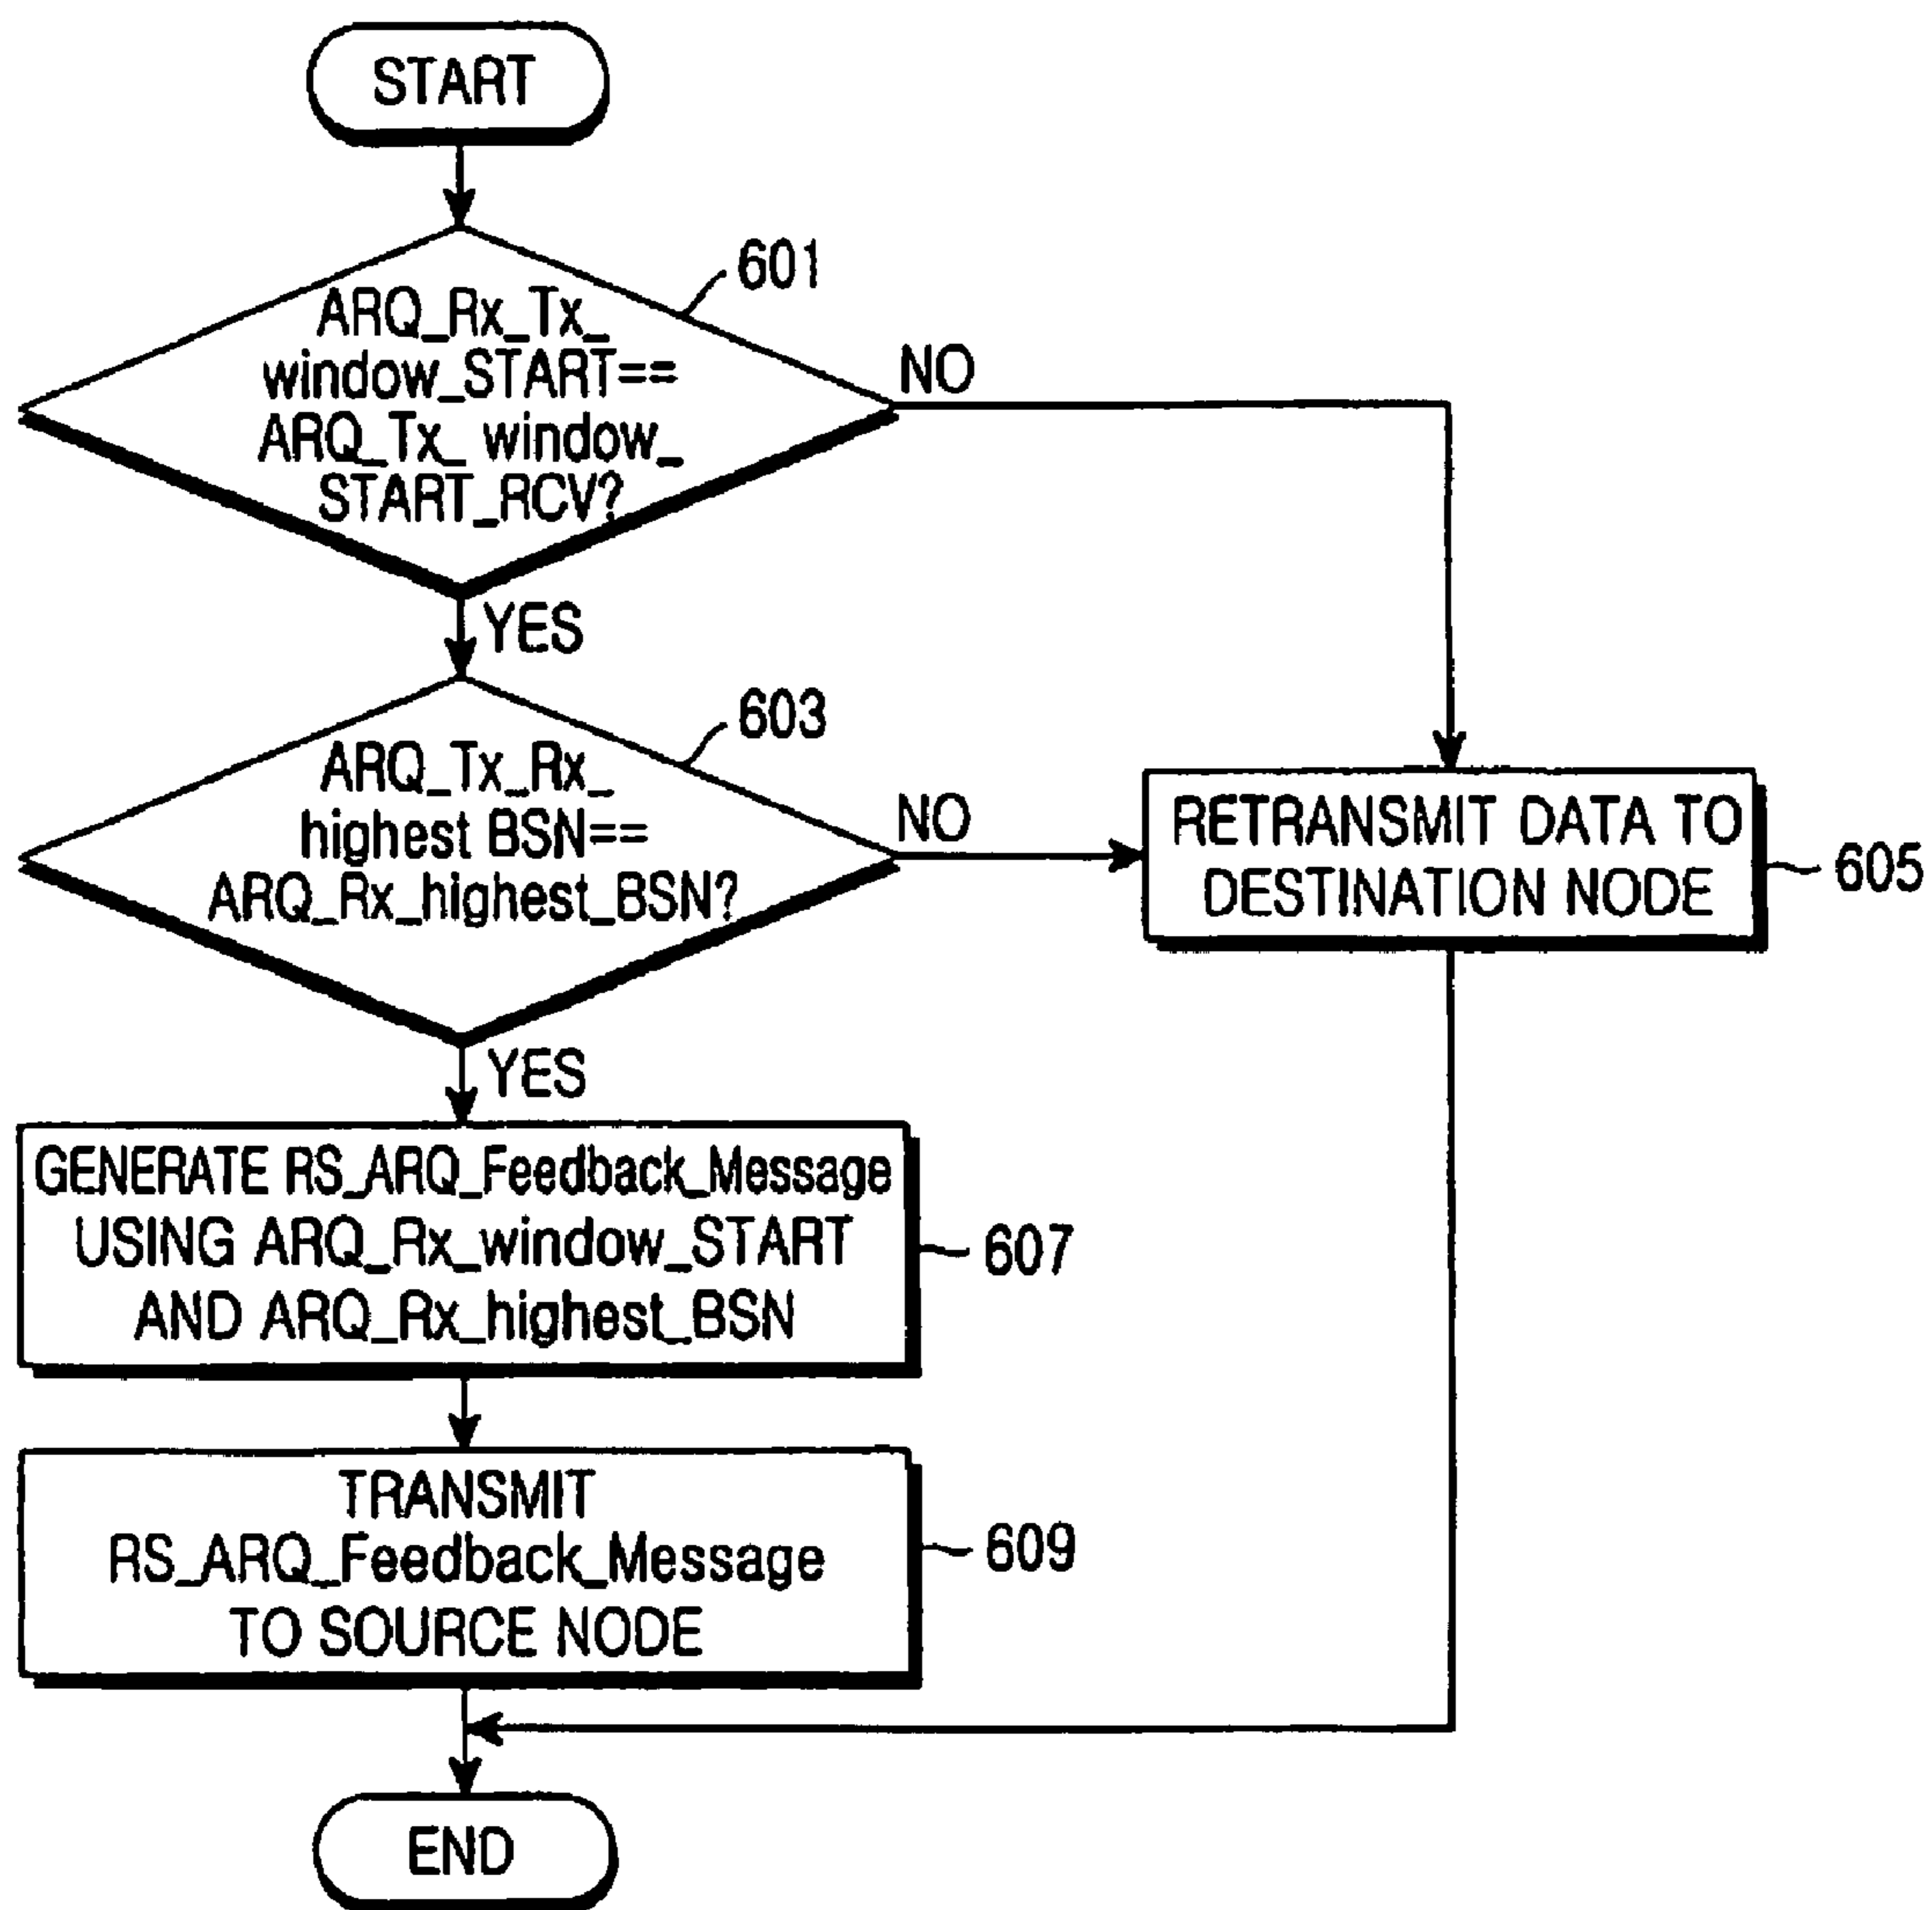 START
601
ARQ_Rx_Tx_
window_START==
ARQ_Tx_ window_
START_RCV?
NO
YES
603
ARQ_Tx_Rx_
highest BSN==
ARQ_Rx_highest_BSN?
NO
RETRANSMIT DATA TO
DESTINATION NODE
605
YES
GENERATE RS_ARQ_Feedback_Message
USING ARQ_Rx_window_START
AND ARQ_Rx_highest_BSN
607
TRANSMIT
RS_ARQ_Feedback_Message
TO SOURCE NODE
609
END